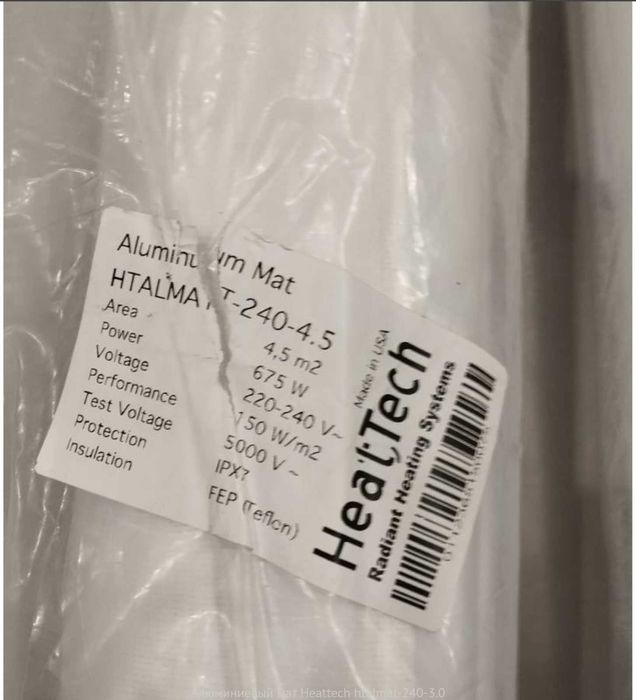 Aluminum Mat
HTALMAT-240-4.5
Area 4,5 m2
Power 675 W
Voltage 220-240 V~
Performance 150 W/m2
Test Voltage 5000 V ~
Protection IPX7
Insulation FEP (Teflon)
Made in USA
HeatTech
Radiant Heating Systems
Алюминиевый мат Heattech htalmat-240-3.0